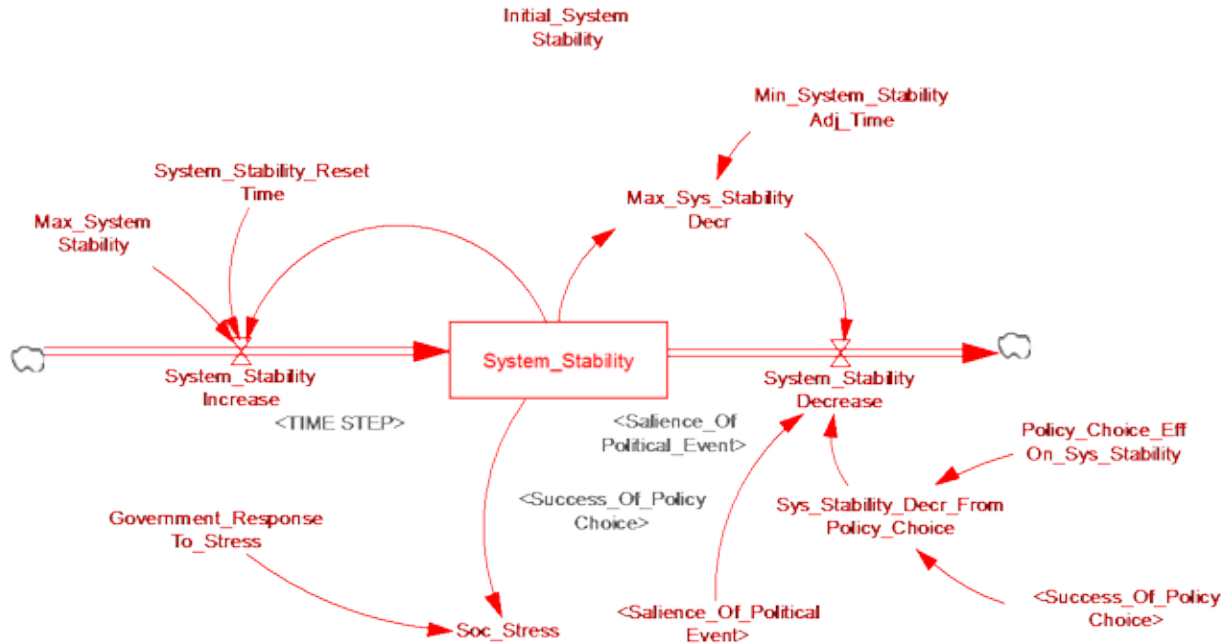 Initial_System
Stability
Min_System_Stability
Adj_Time
System_Stability_Reset
Time
Max_Sys_Stability
Decr
Max_System
Stability
System_Stability
System_Stability
Increase
System_Stability
Decrease
<TIME STEP>
<Salience_Of
Political_Event>
Policy_Choice_Eff
On_Sys_Stability
<Success_Of_Policy
Choice>
Sys_Stability_Decr_From
Policy_Choice
Government_Response
To_Stress
<Salience_Of_Political
Event>
<Success_Of_Policy
Choice>
Soc_Stress